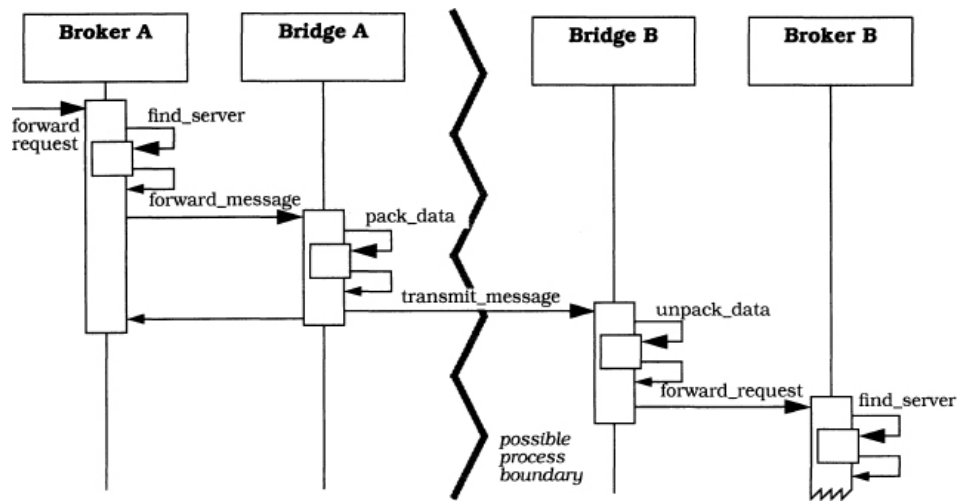 Broker A
Bridge A
Bridge B
Broker B
forward
request
find_server
forward_message
pack_data
transmit_message
unpack_data
forward_request
find_server
possible
process
boundary